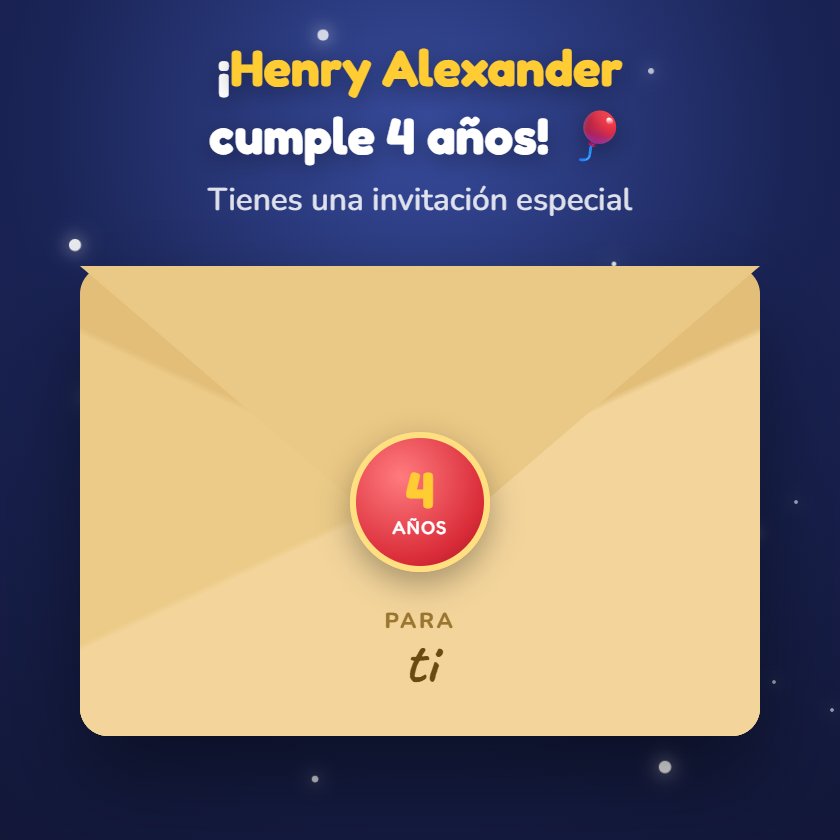 ¡Henry Alexander
cumple 4 años! 🎈
Tienes una invitación especial
4
AÑOS
PARA
ti